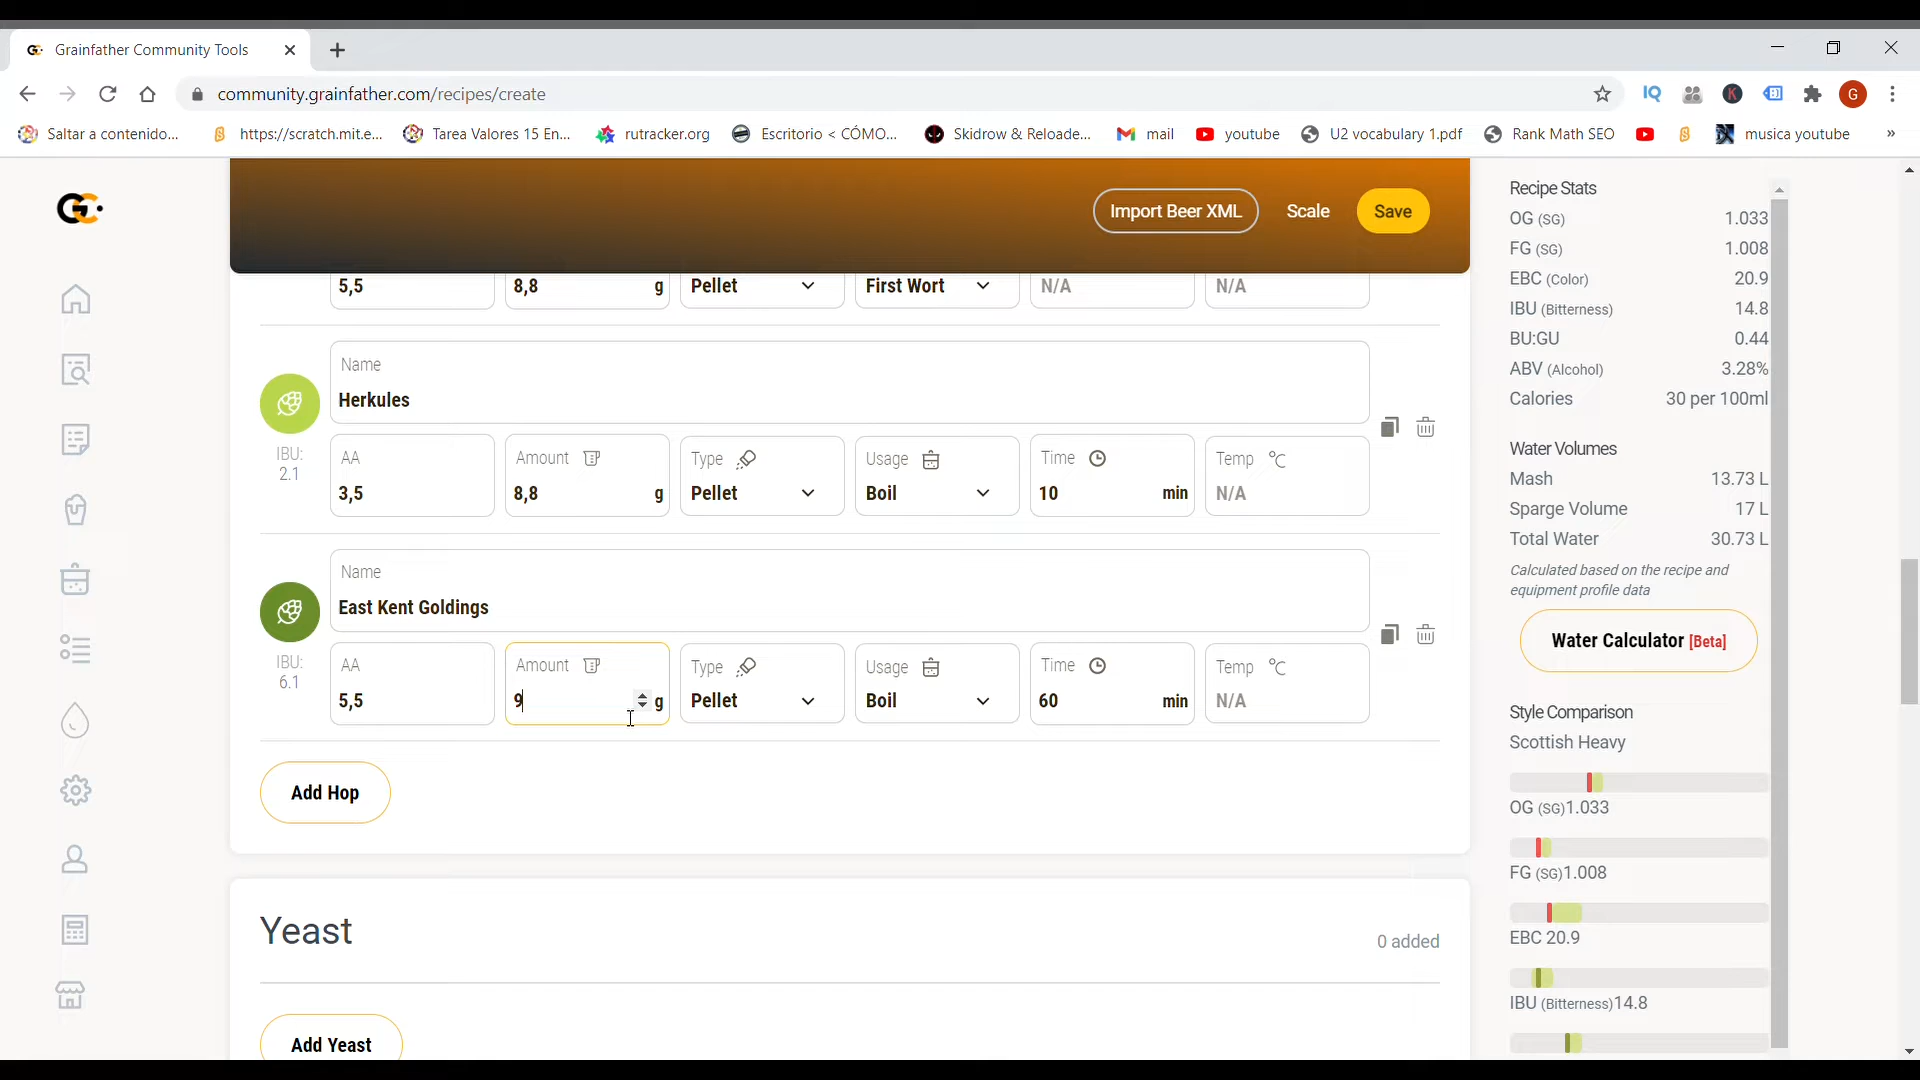 Grainfather Community Tools
community.grainfather.com/recipes/create
IQ K G
Saltar a contenido... https://scratch.mit.e... Tarea Valores 15 En... rutracker.org Escritorio < CÓMO... Skidrow & Reloade... mail youtube U2 vocabulary 1.pdf Rank Math SEO musica youtube »
GC
Import Beer XML Scale Save
5,5 8,8 g Pellet First Wort N/A N/A
Name
Herkules
IBU:
2.1
AA Amount Type Usage Time Temp °C
3,5 8,8 g Pellet Boil 10 min N/A
Name
East Kent Goldings
IBU:
6.1
AA Amount Type Usage Time Temp °C
5,5 9 g Pellet Boil 60 min N/A
Add Hop
Yeast
0 added
Add Yeast
Recipe Stats
OG (SG) 1.033
FG (SG) 1.008
EBC (Color) 20.9
IBU (Bitterness) 14.8
BU:GU 0.44
ABV (Alcohol) 3.28%
Calories 30 per 100ml
Water Volumes
Mash 13.73 L
Sparge Volume 17 L
Total Water 30.73 L
Calculated based on the recipe and
equipment profile data
Water Calculator [Beta]
Style Comparison
Scottish Heavy
OG (SG)1.033
FG (SG)1.008
EBC 20.9
IBU (Bitterness)14.8